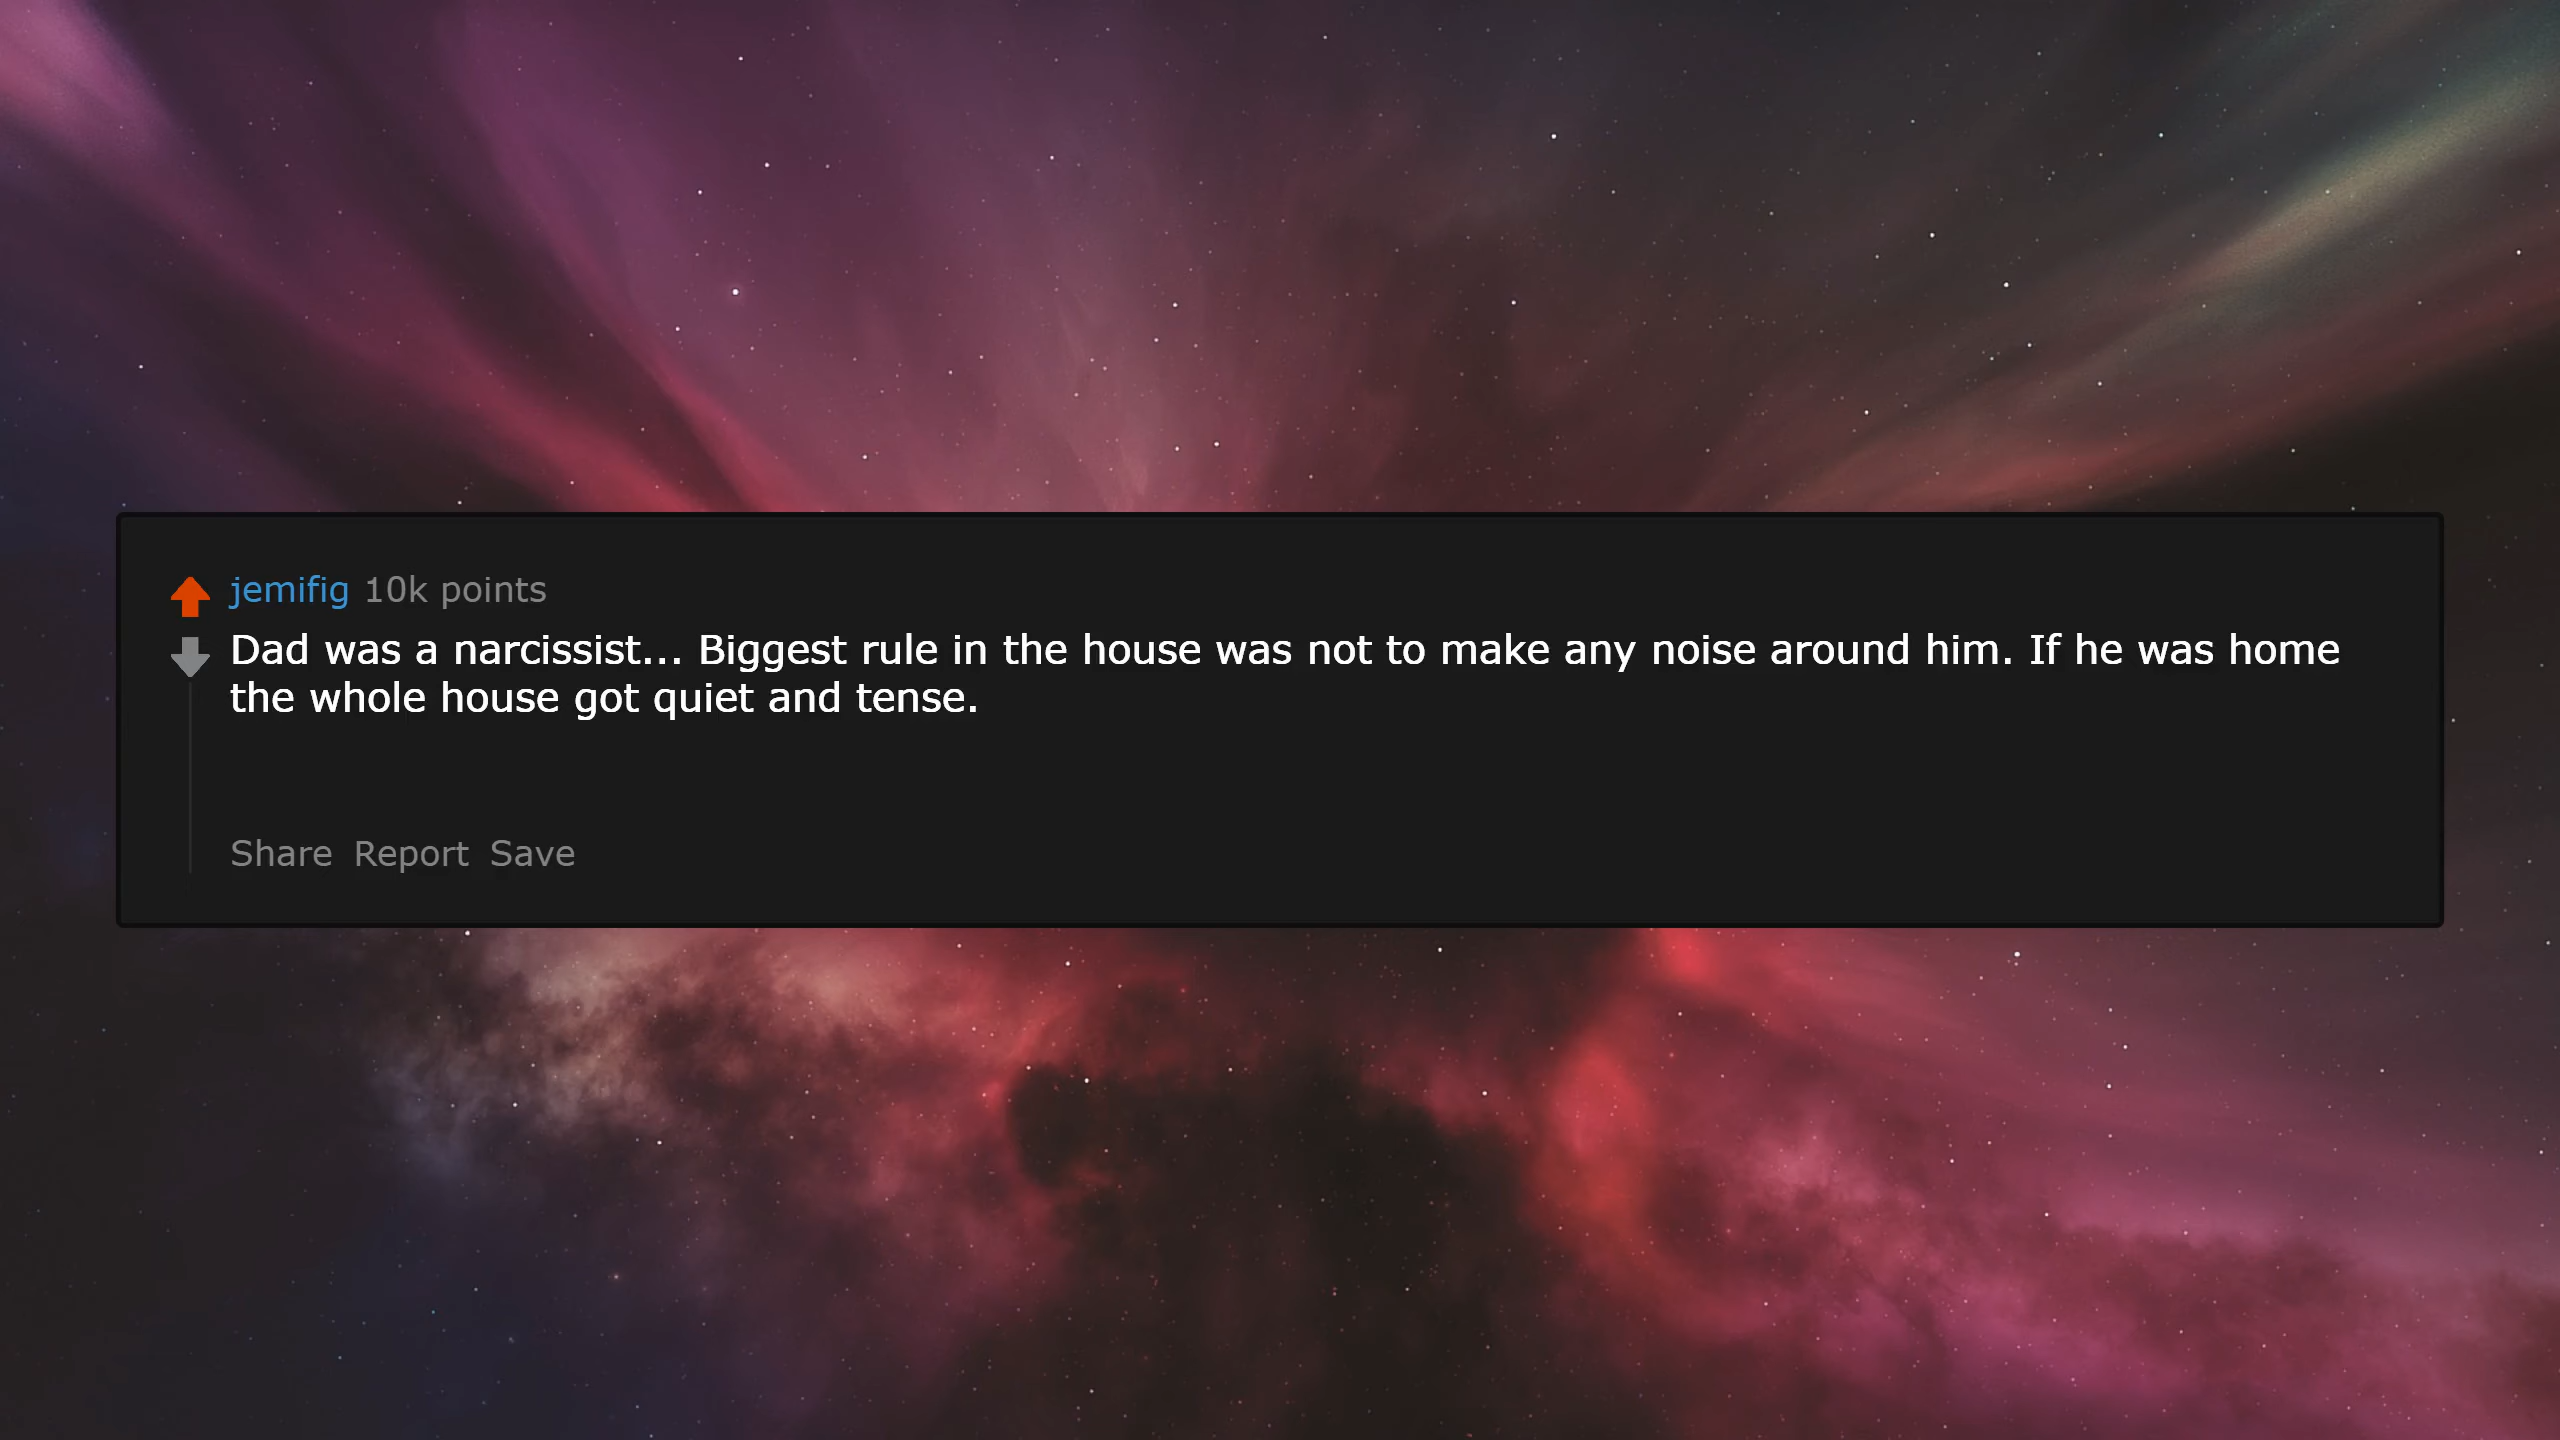 jemifig 10k points
Dad was a narcissist... Biggest rule in the house was not to make any noise around him. If he was home
the whole house got quiet and tense.
Share Report Save